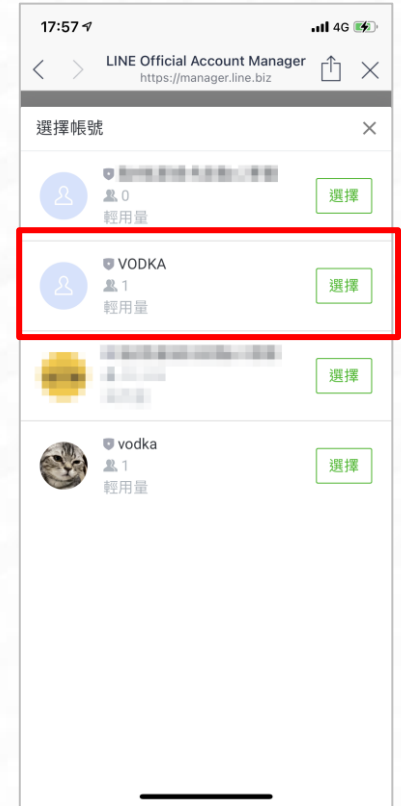 17:57
4G
LINE Official Account Manager
https://manager.line.biz
選擇帳號
0
輕用量
選擇
VODKA
1
輕用量
選擇
選擇
vodka
1
輕用量
選擇